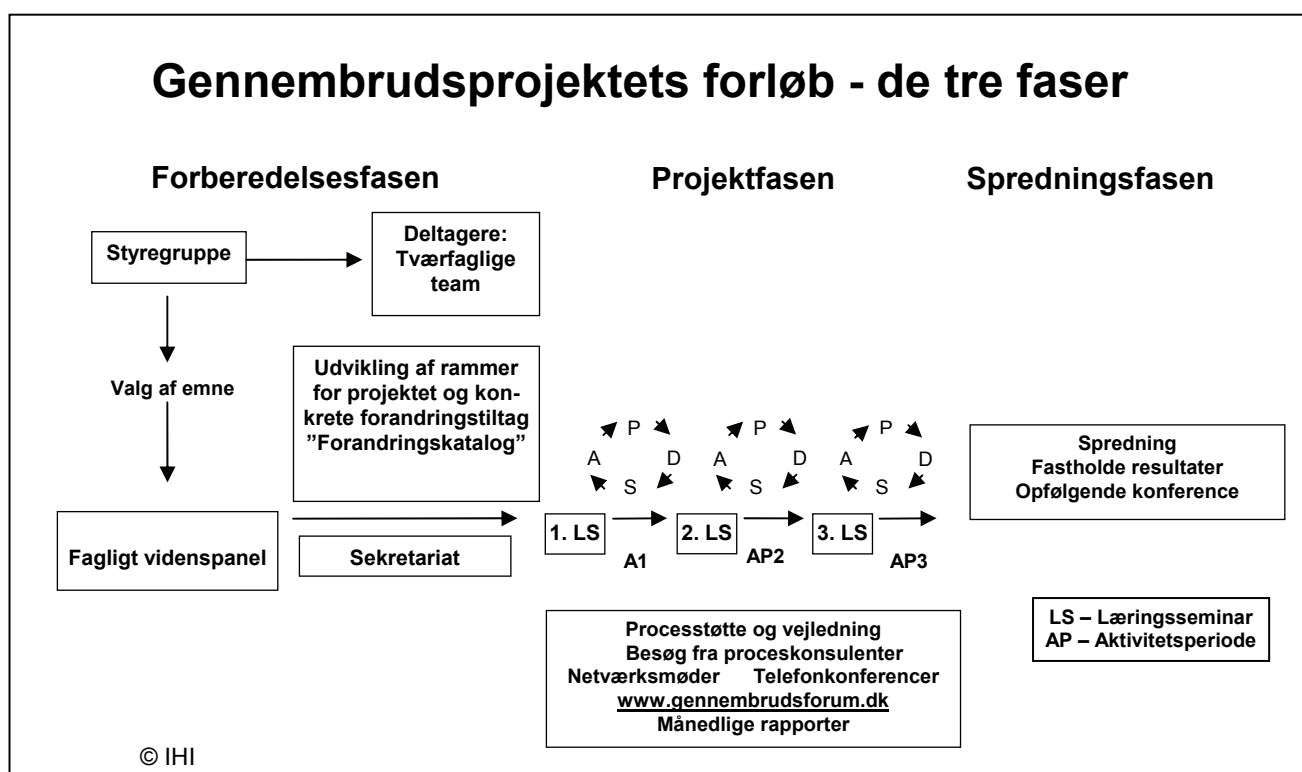 Gennembrudsprojektets forløb - de tre faser
Forberedelsesfasen
Projektfasen
Spredningsfasen
Styregruppe
Deltagere:
Tværfaglige
team
Valg af emne
Udvikling af rammer
for projektet og kon-
krete forandringstiltag
”Forandringskatalog”
Fagligt videnspanel
Sekretariat
P
A D
S
P
A D
S
P
A D
S
1. LS
2. LS
3. LS
A1
AP2
AP3
Spredning
Fastholde resultater
Opfølgende konference
Processtøtte og vejledning
Besøg fra proceskonsulenter
Netværksmøder Telefonkonferencer
www.gennembrudsforum.dk
Månedlige rapporter
LS – Læringsseminar
AP – Aktivitetsperiode
© IHI